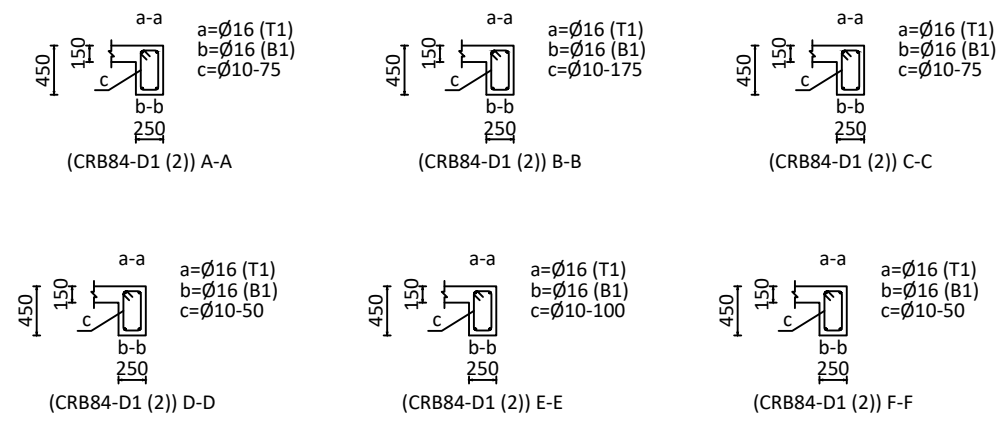 a-a
a=Ø16 (T1)
b=Ø16 (B1)
c=Ø10-75
450
150
c
b-b
250
(CRB84-D1 (2)) A-A
a-a
a=Ø16 (T1)
b=Ø16 (B1)
c=Ø10-175
450
150
c
b-b
250
(CRB84-D1 (2)) B-B
a-a
a=Ø16 (T1)
b=Ø16 (B1)
c=Ø10-75
450
150
c
b-b
250
(CRB84-D1 (2)) C-C
a-a
a=Ø16 (T1)
b=Ø16 (B1)
c=Ø10-50
450
150
c
b-b
250
(CRB84-D1 (2)) D-D
a-a
a=Ø16 (T1)
b=Ø16 (B1)
c=Ø10-100
450
150
c
b-b
250
(CRB84-D1 (2)) E-E
a-a
a=Ø16 (T1)
b=Ø16 (B1)
c=Ø10-50
450
150
c
b-b
250
(CRB84-D1 (2)) F-F